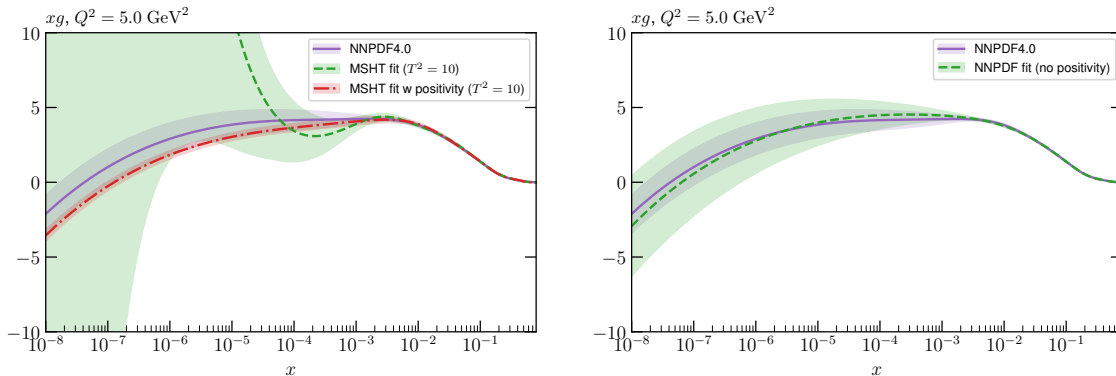 xg, Q² = 5.0 GeV²
NNPDF4.0
MSHT fit (T² = 10)
MSHT fit w positivity (T² = 10)
10
5
0
−5
−10
10⁻⁸ 10⁻⁷ 10⁻⁶ 10⁻⁵ 10⁻⁴ 10⁻³ 10⁻² 10⁻¹
x
xg, Q² = 5.0 GeV²
NNPDF4.0
NNPDF fit (no positivity)
10
5
0
−5
−10
10⁻⁸ 10⁻⁷ 10⁻⁶ 10⁻⁵ 10⁻⁴ 10⁻³ 10⁻² 10⁻¹
x